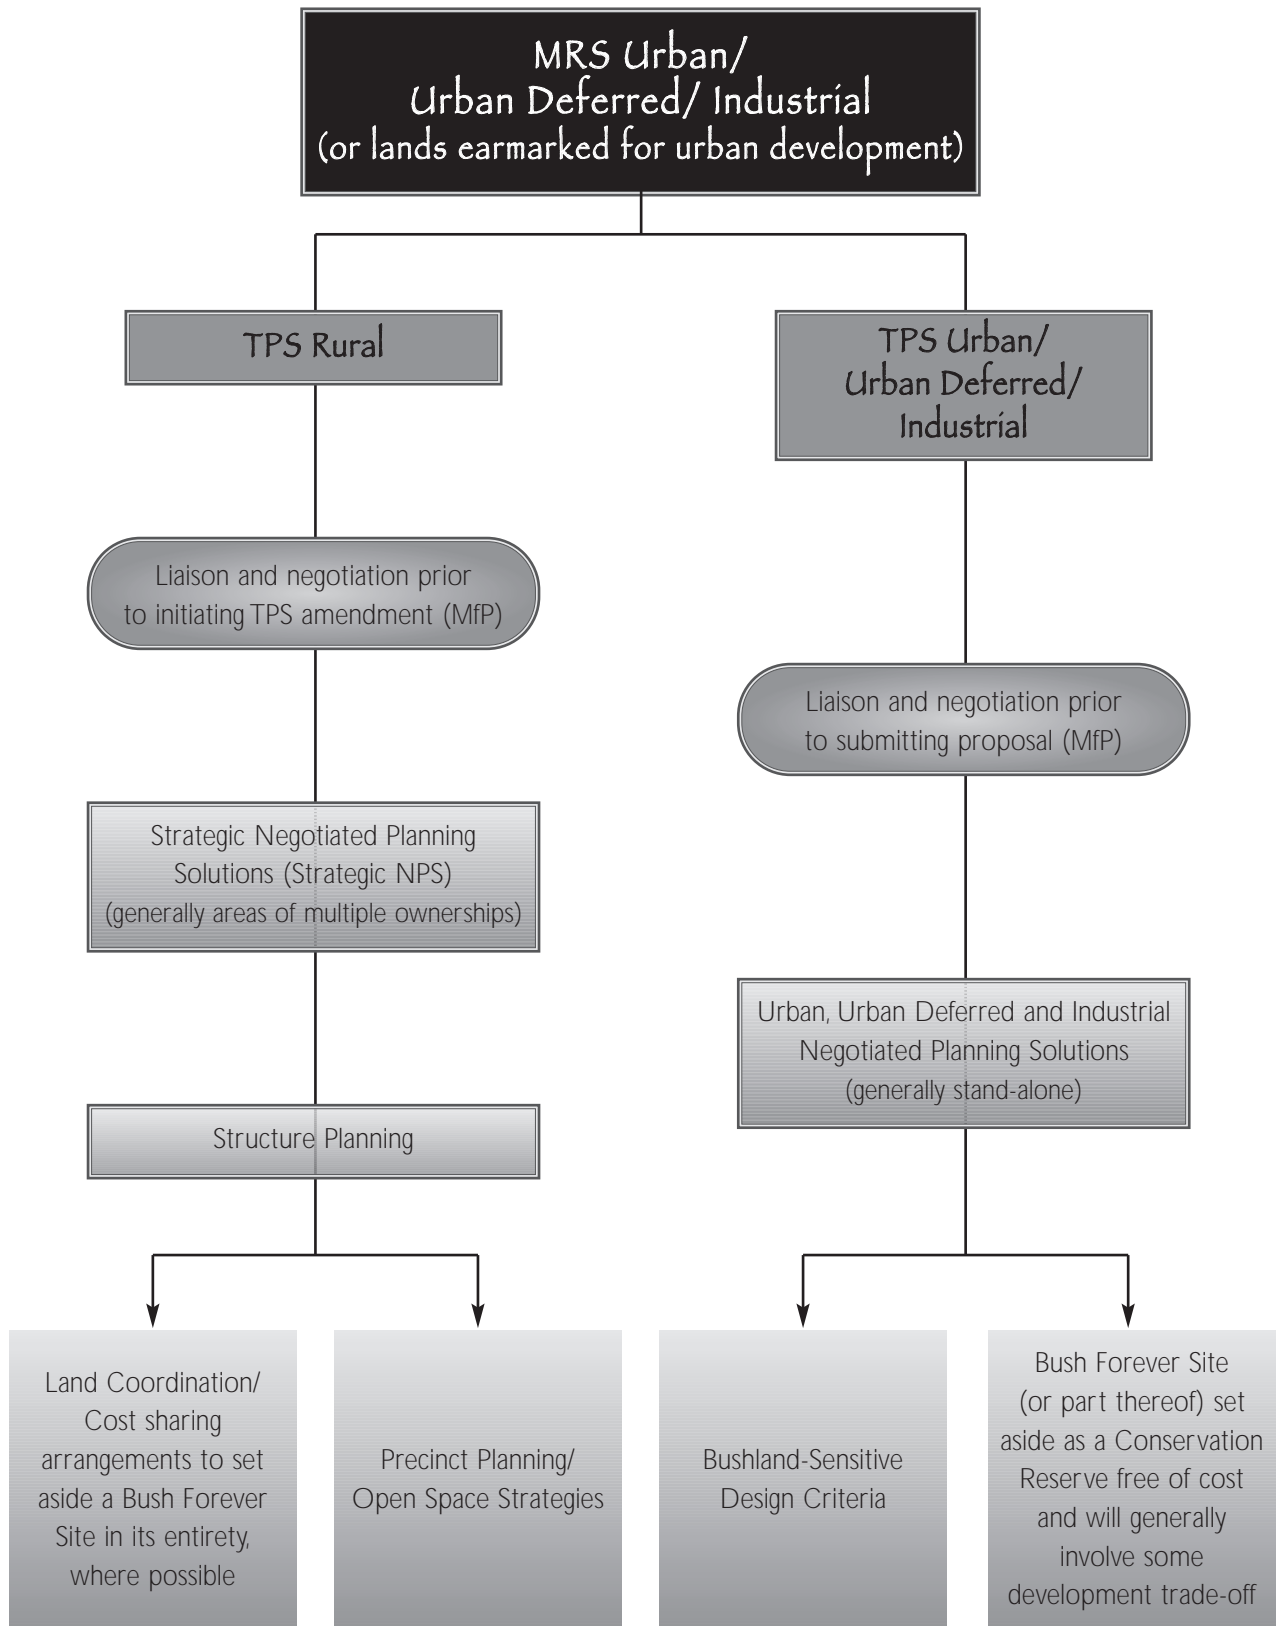 MRS Urban/
Urban Deferred/ Industrial
(or lands earmarked for urban development)
TPS Rural
TPS Urban/
Urban Deferred/
Industrial
Liaison and negotiation prior
to initiating TPS amendment (MfP)
Liaison and negotiation prior
to submitting proposal (MfP)
Strategic Negotiated Planning
Solutions (Strategic NPS)
(generally areas of multiple ownerships)
Urban, Urban Deferred and Industrial
Negotiated Planning Solutions
(generally stand-alone)
Structure Planning
Land Coordination/
Cost sharing
arrangements to set
aside a Bush Forever
Site in its entirety,
where possible
Precinct Planning/
Open Space Strategies
Bushland-Sensitive
Design Criteria
Bush Forever Site
(or part thereof) set
aside as a Conservation
Reserve free of cost
and will generally
involve some
development trade-off